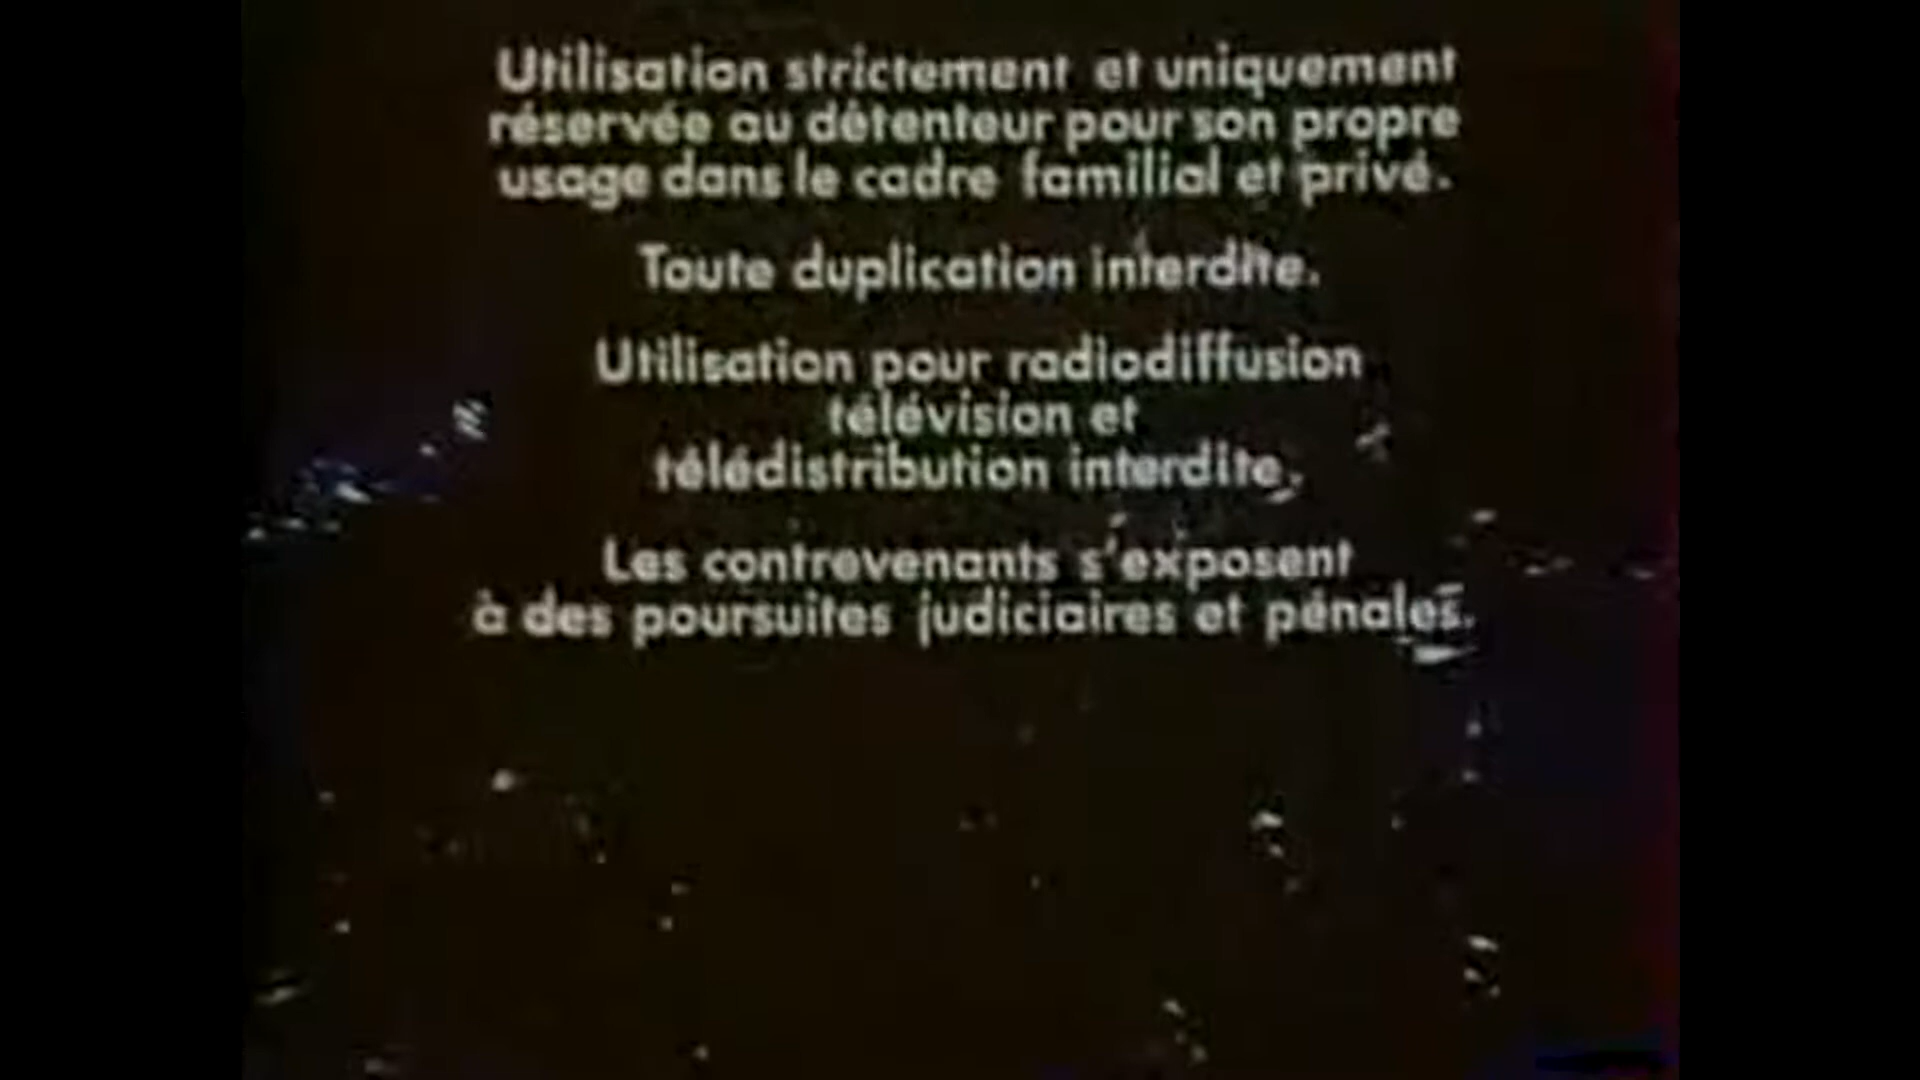 Utilisation strictement et uniquement
réservée au détenteur pour son propre
usage dans le cadre familial et privé.
Toute duplication interdite.
Utilisation pour radiodiffusion
télévision et
télédistribution interdite.
Les contrevenants s'exposent
à des poursuites judiciaires et pénales.